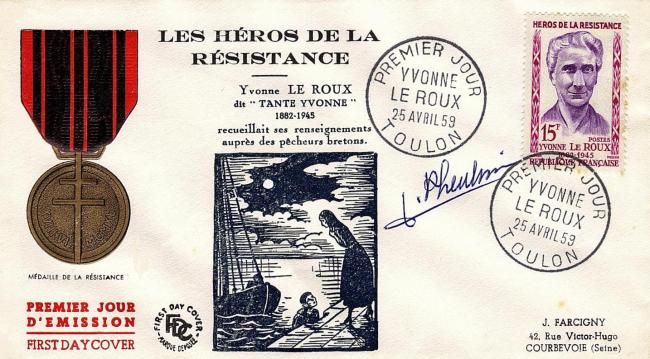 LES HÉROS DE LA
RÉSISTANCE
Yvonne LE ROUX
dit "TANTE YVONNE"
1882-1945
recueillait ses renseignements
auprès des pêcheurs bretons.
PREMIER JOUR
YVONNE
LE ROUX
25 AVRIL 59
TOULON
HEROS DE LA RESISTANCE
15F
POSTES
YVONNE LE ROUX
1882-1945
REPUBLIQUE FRANÇAISE
PREMIER JOUR
YVONNE
LE ROUX
25 AVRIL 59
TOULON
MÉDAILLE DE LA RÉSISTANCE
PREMIER JOUR
D'EMISSION
FIRST DAY COVER
FIRST DAY COVER
FDC
MARQUE DÉPOSÉE
J. FARCIGNY
42, Rue Victor-Hugo
COURBEVOIE (Seine)